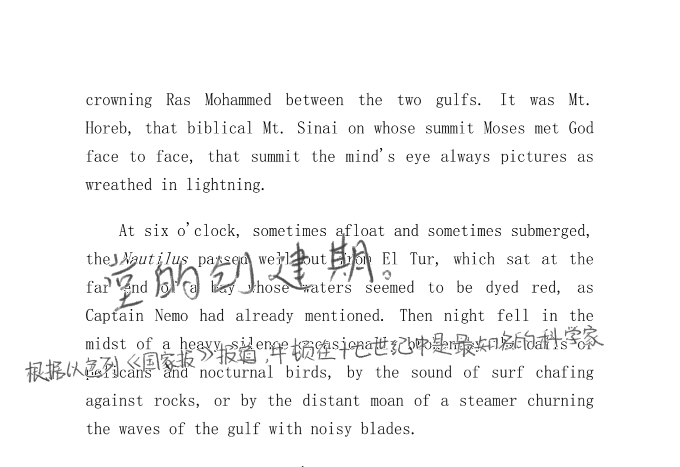 crowning Ras Mohammed between the two gulfs. It was Mt.
Horeb, that biblical Mt. Sinai on whose summit Moses met God
face to face, that summit the mind's eye always pictures as
wreathed in lightning.
At six o'clock, sometimes afloat and sometimes submerged,
the Nautilus passed well out from El Tur, which sat at the
堂的创建期。
far end of a bay whose waters seemed to be dyed red, as
Captain Nemo had already mentioned. Then night fell in the
midst of a heavy silence occasionally broken by the calls of
根据以色列《国家报》报道,牛顿在十七世纪中是最知名的科学家
pelicans and nocturnal birds, by the sound of surf chafing
against rocks, or by the distant moan of a steamer churning
the waves of the gulf with noisy blades.